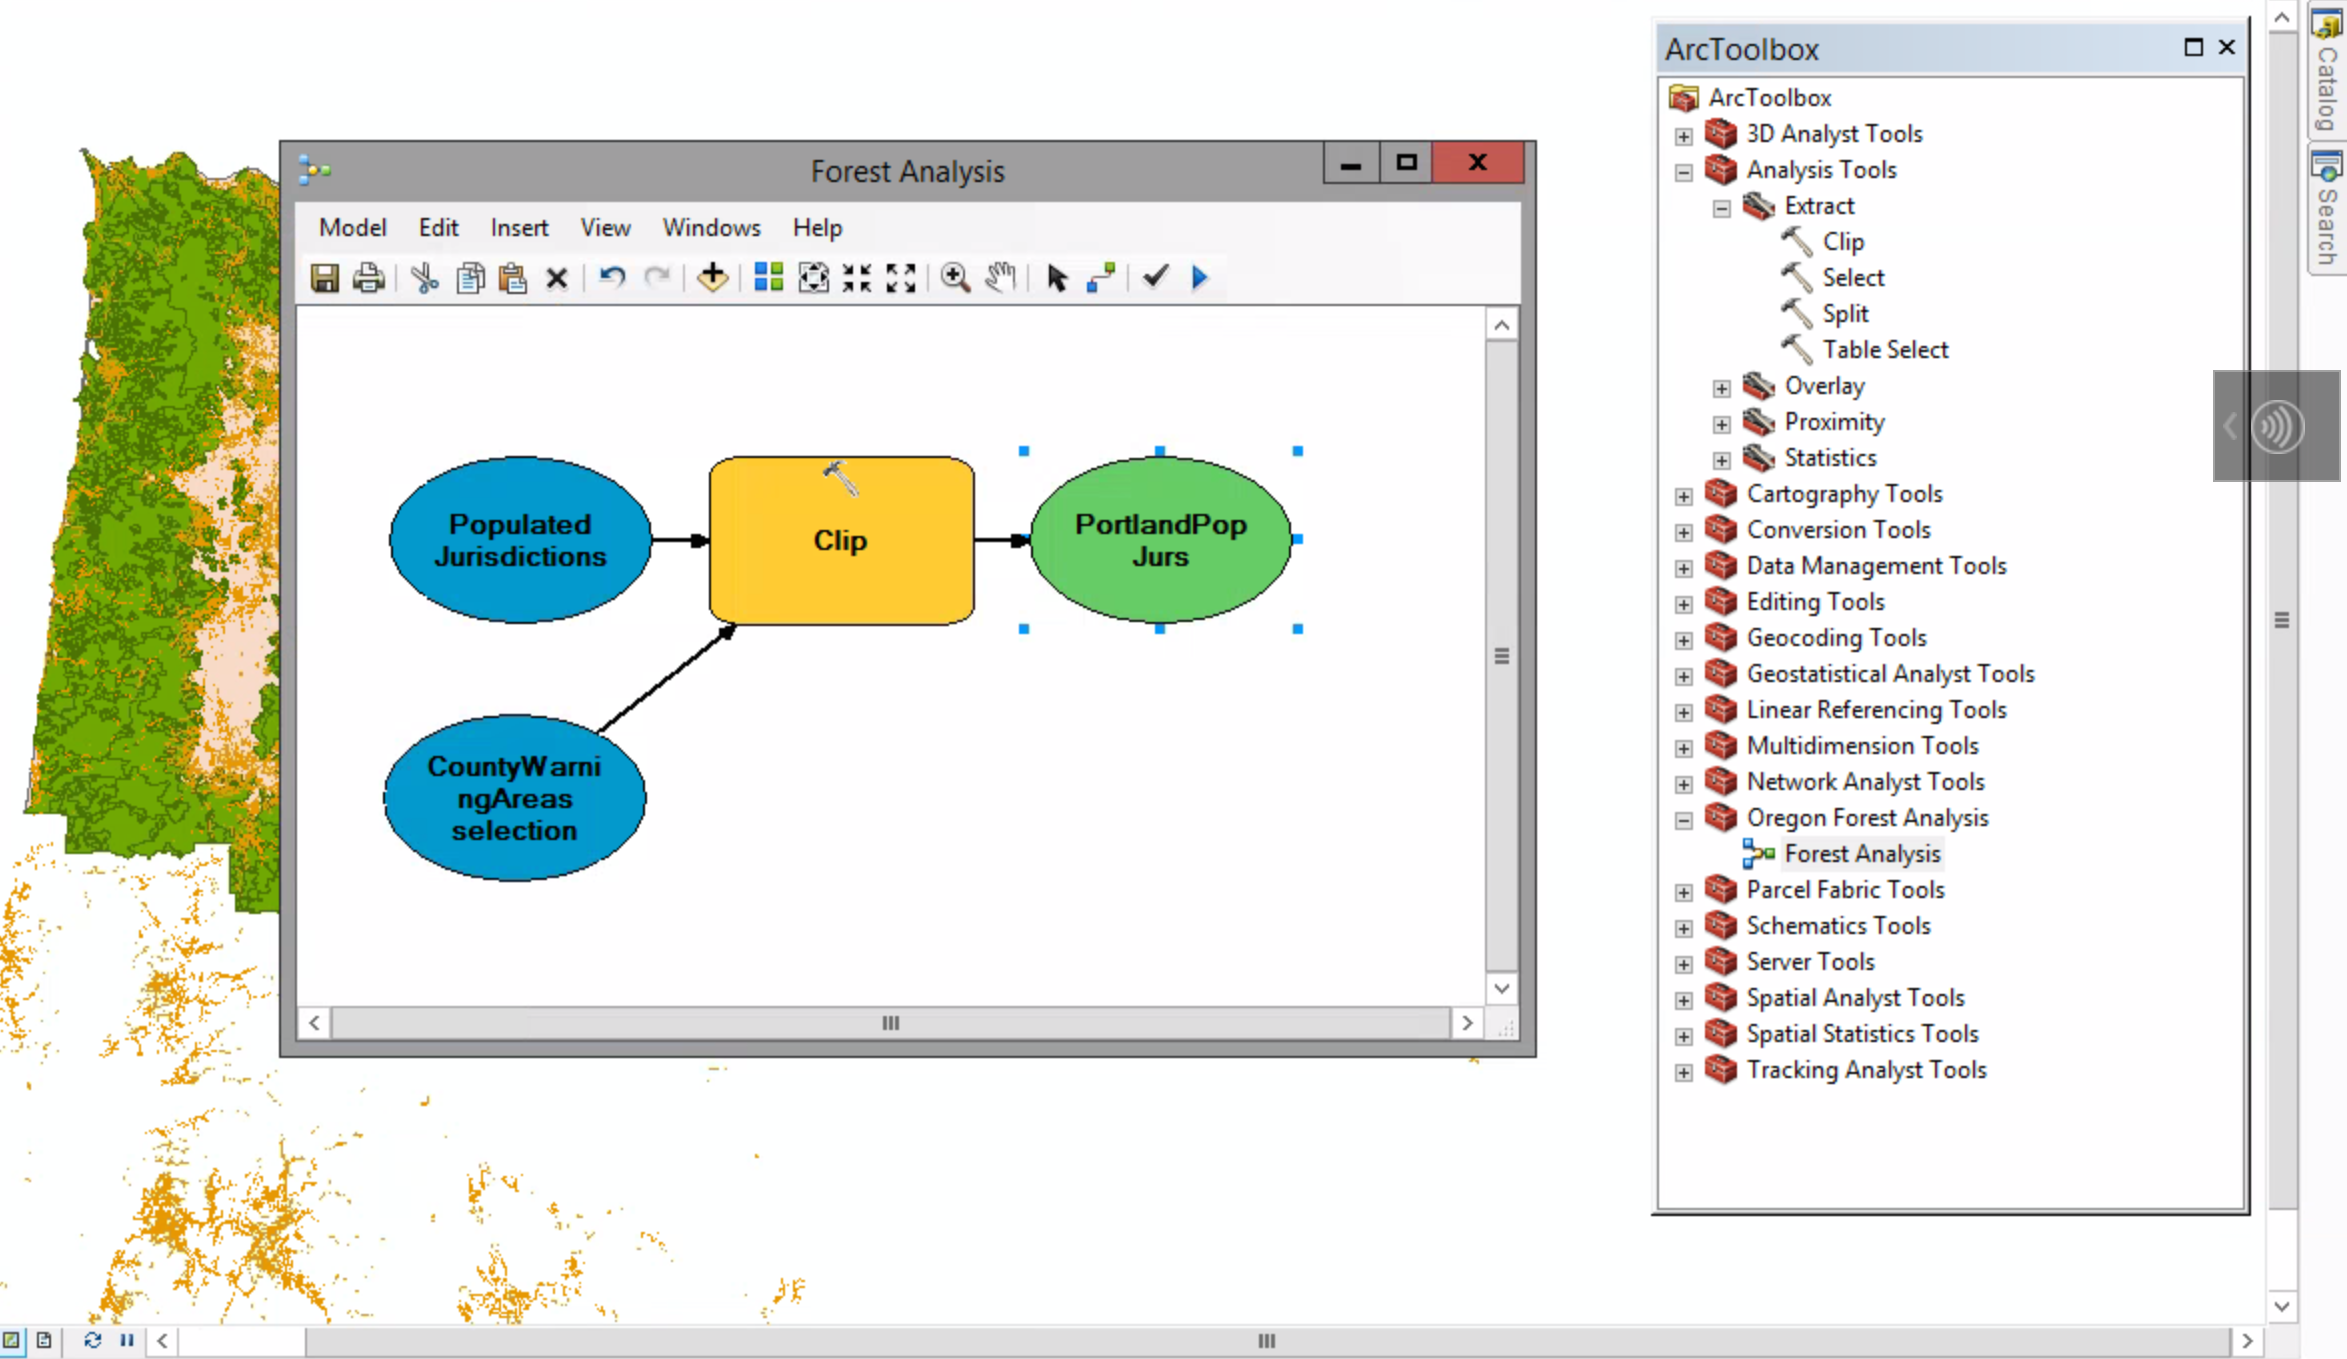 Forest Analysis
Model Edit Insert View Windows Help
Populated
Jurisdictions
Clip
PortlandPop
Jurs
CountyWarni
ngAreas
selection
ArcToolbox
ArcToolbox
3D Analyst Tools
Analysis Tools
Extract
Clip
Select
Split
Table Select
Overlay
Proximity
Statistics
Cartography Tools
Conversion Tools
Data Management Tools
Editing Tools
Geocoding Tools
Geostatistical Analyst Tools
Linear Referencing Tools
Multidimension Tools
Network Analyst Tools
Oregon Forest Analysis
Forest Analysis
Parcel Fabric Tools
Schematics Tools
Server Tools
Spatial Analyst Tools
Spatial Statistics Tools
Tracking Analyst Tools
Catalog
Search